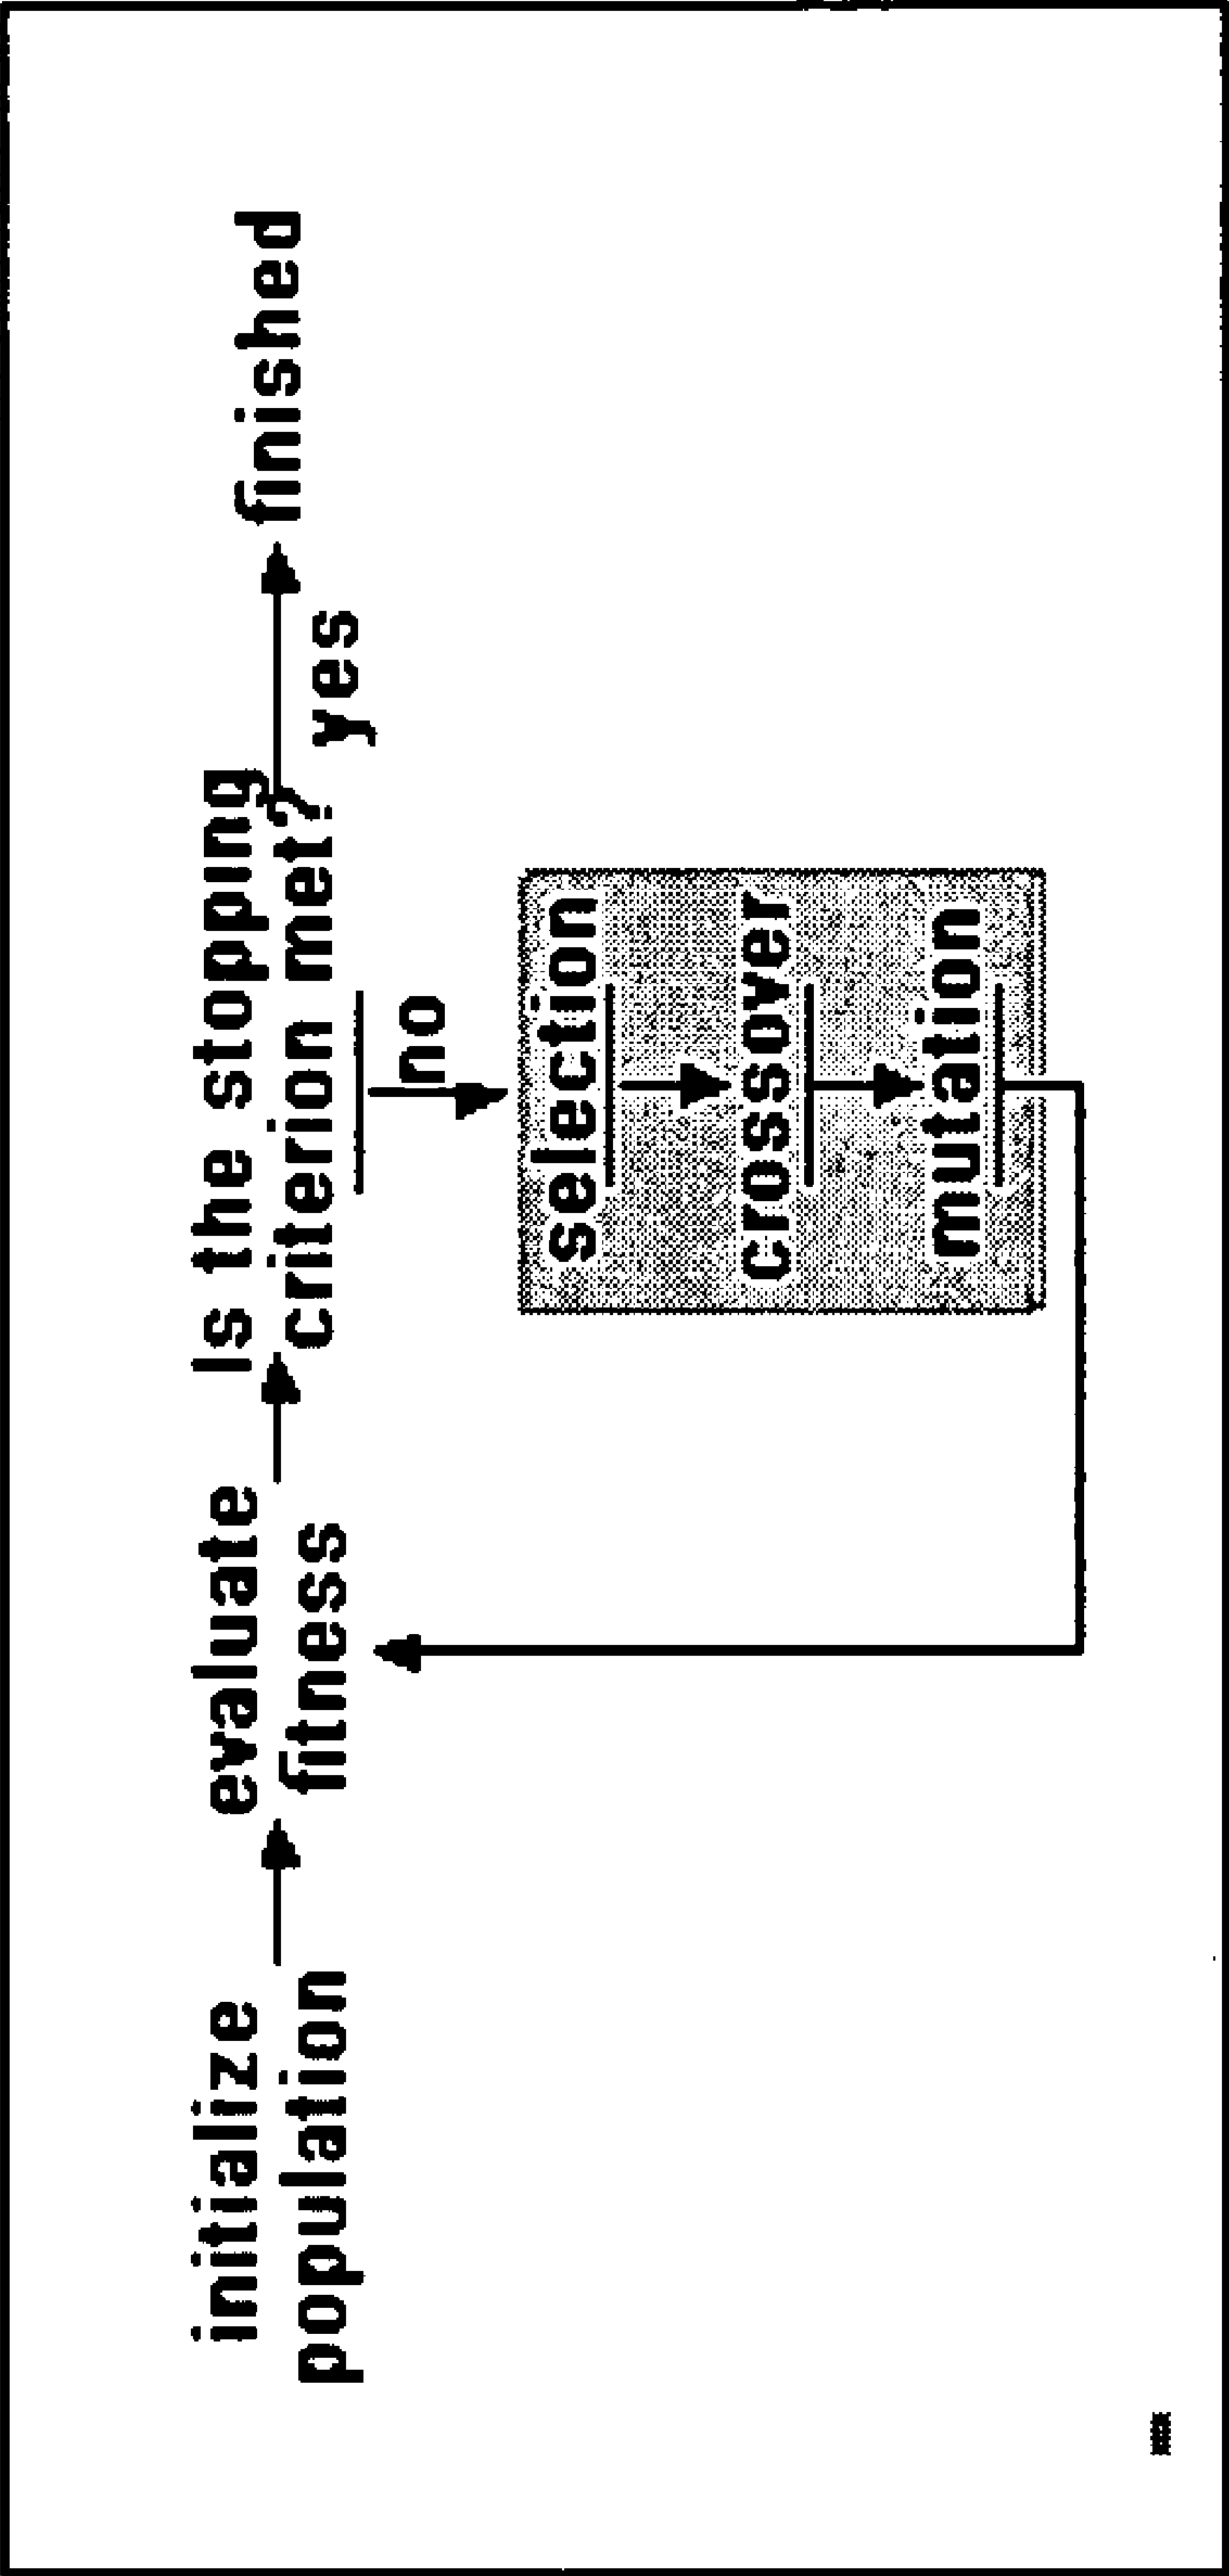 initialize
population
evaluate
fitness
Is the stopping
criterion met?
yes
finished
no
selection
crossover
mutation